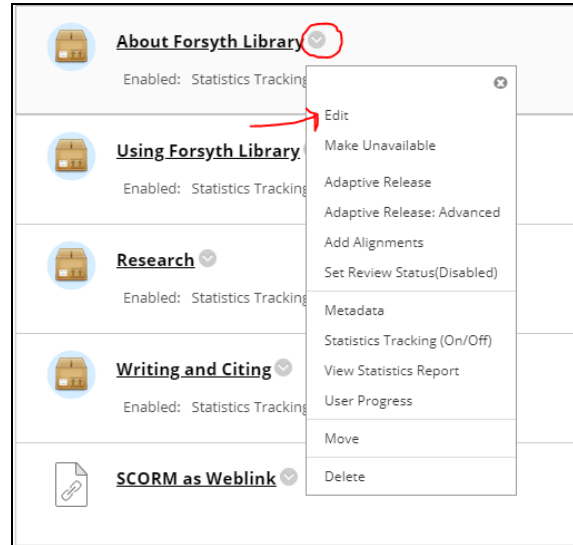 About Forsyth Library
Enabled: Statistics Tracking
Edit
Make Unavailable
Adaptive Release
Adaptive Release: Advanced
Add Alignments
Set Review Status(Disabled)
Metadata
Statistics Tracking (On/Off)
View Statistics Report
User Progress
Move
Delete
Using Forsyth Library
Enabled: Statistics Tracking
Research
Enabled: Statistics Tracking
Writing and Citing
Enabled: Statistics Tracking
SCORM as Weblink